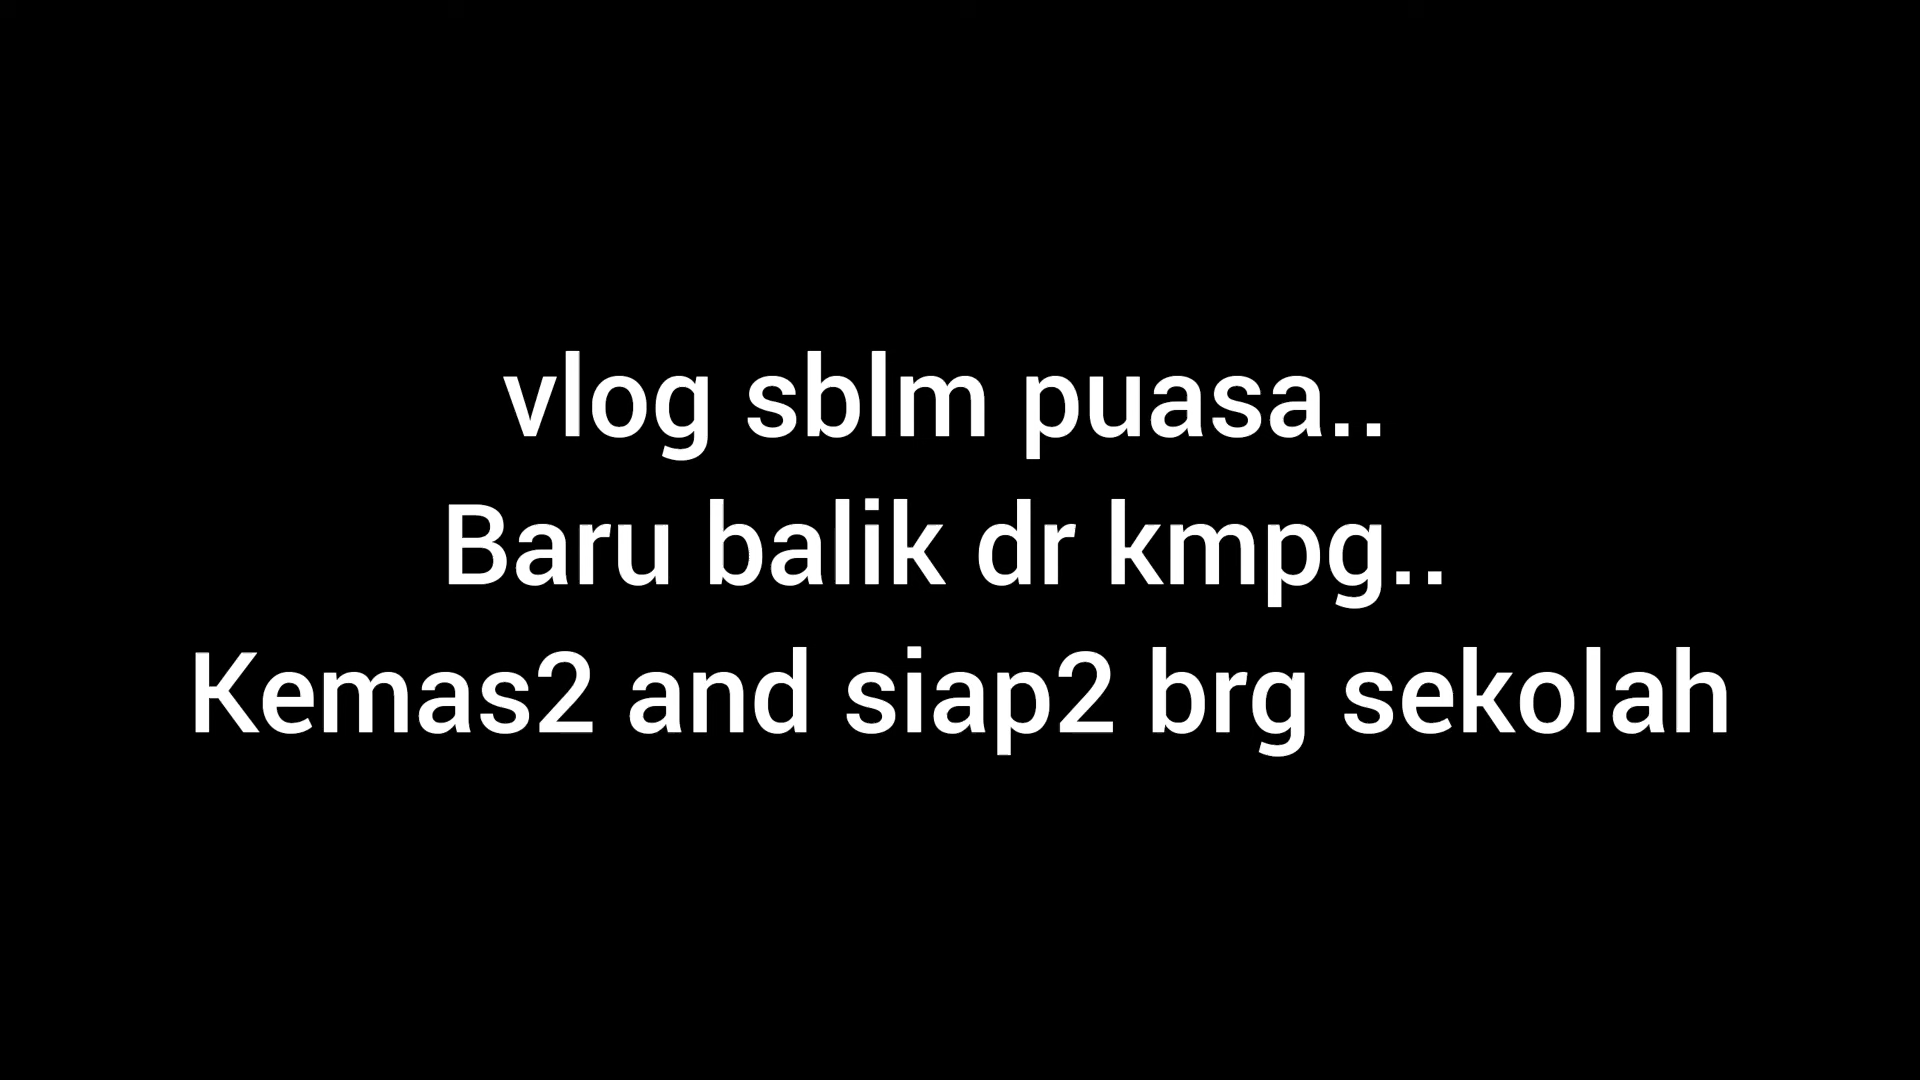 vlog sblm puasa..
Baru balik dr kmpg..
Kemas2 and siap2 brg sekolah